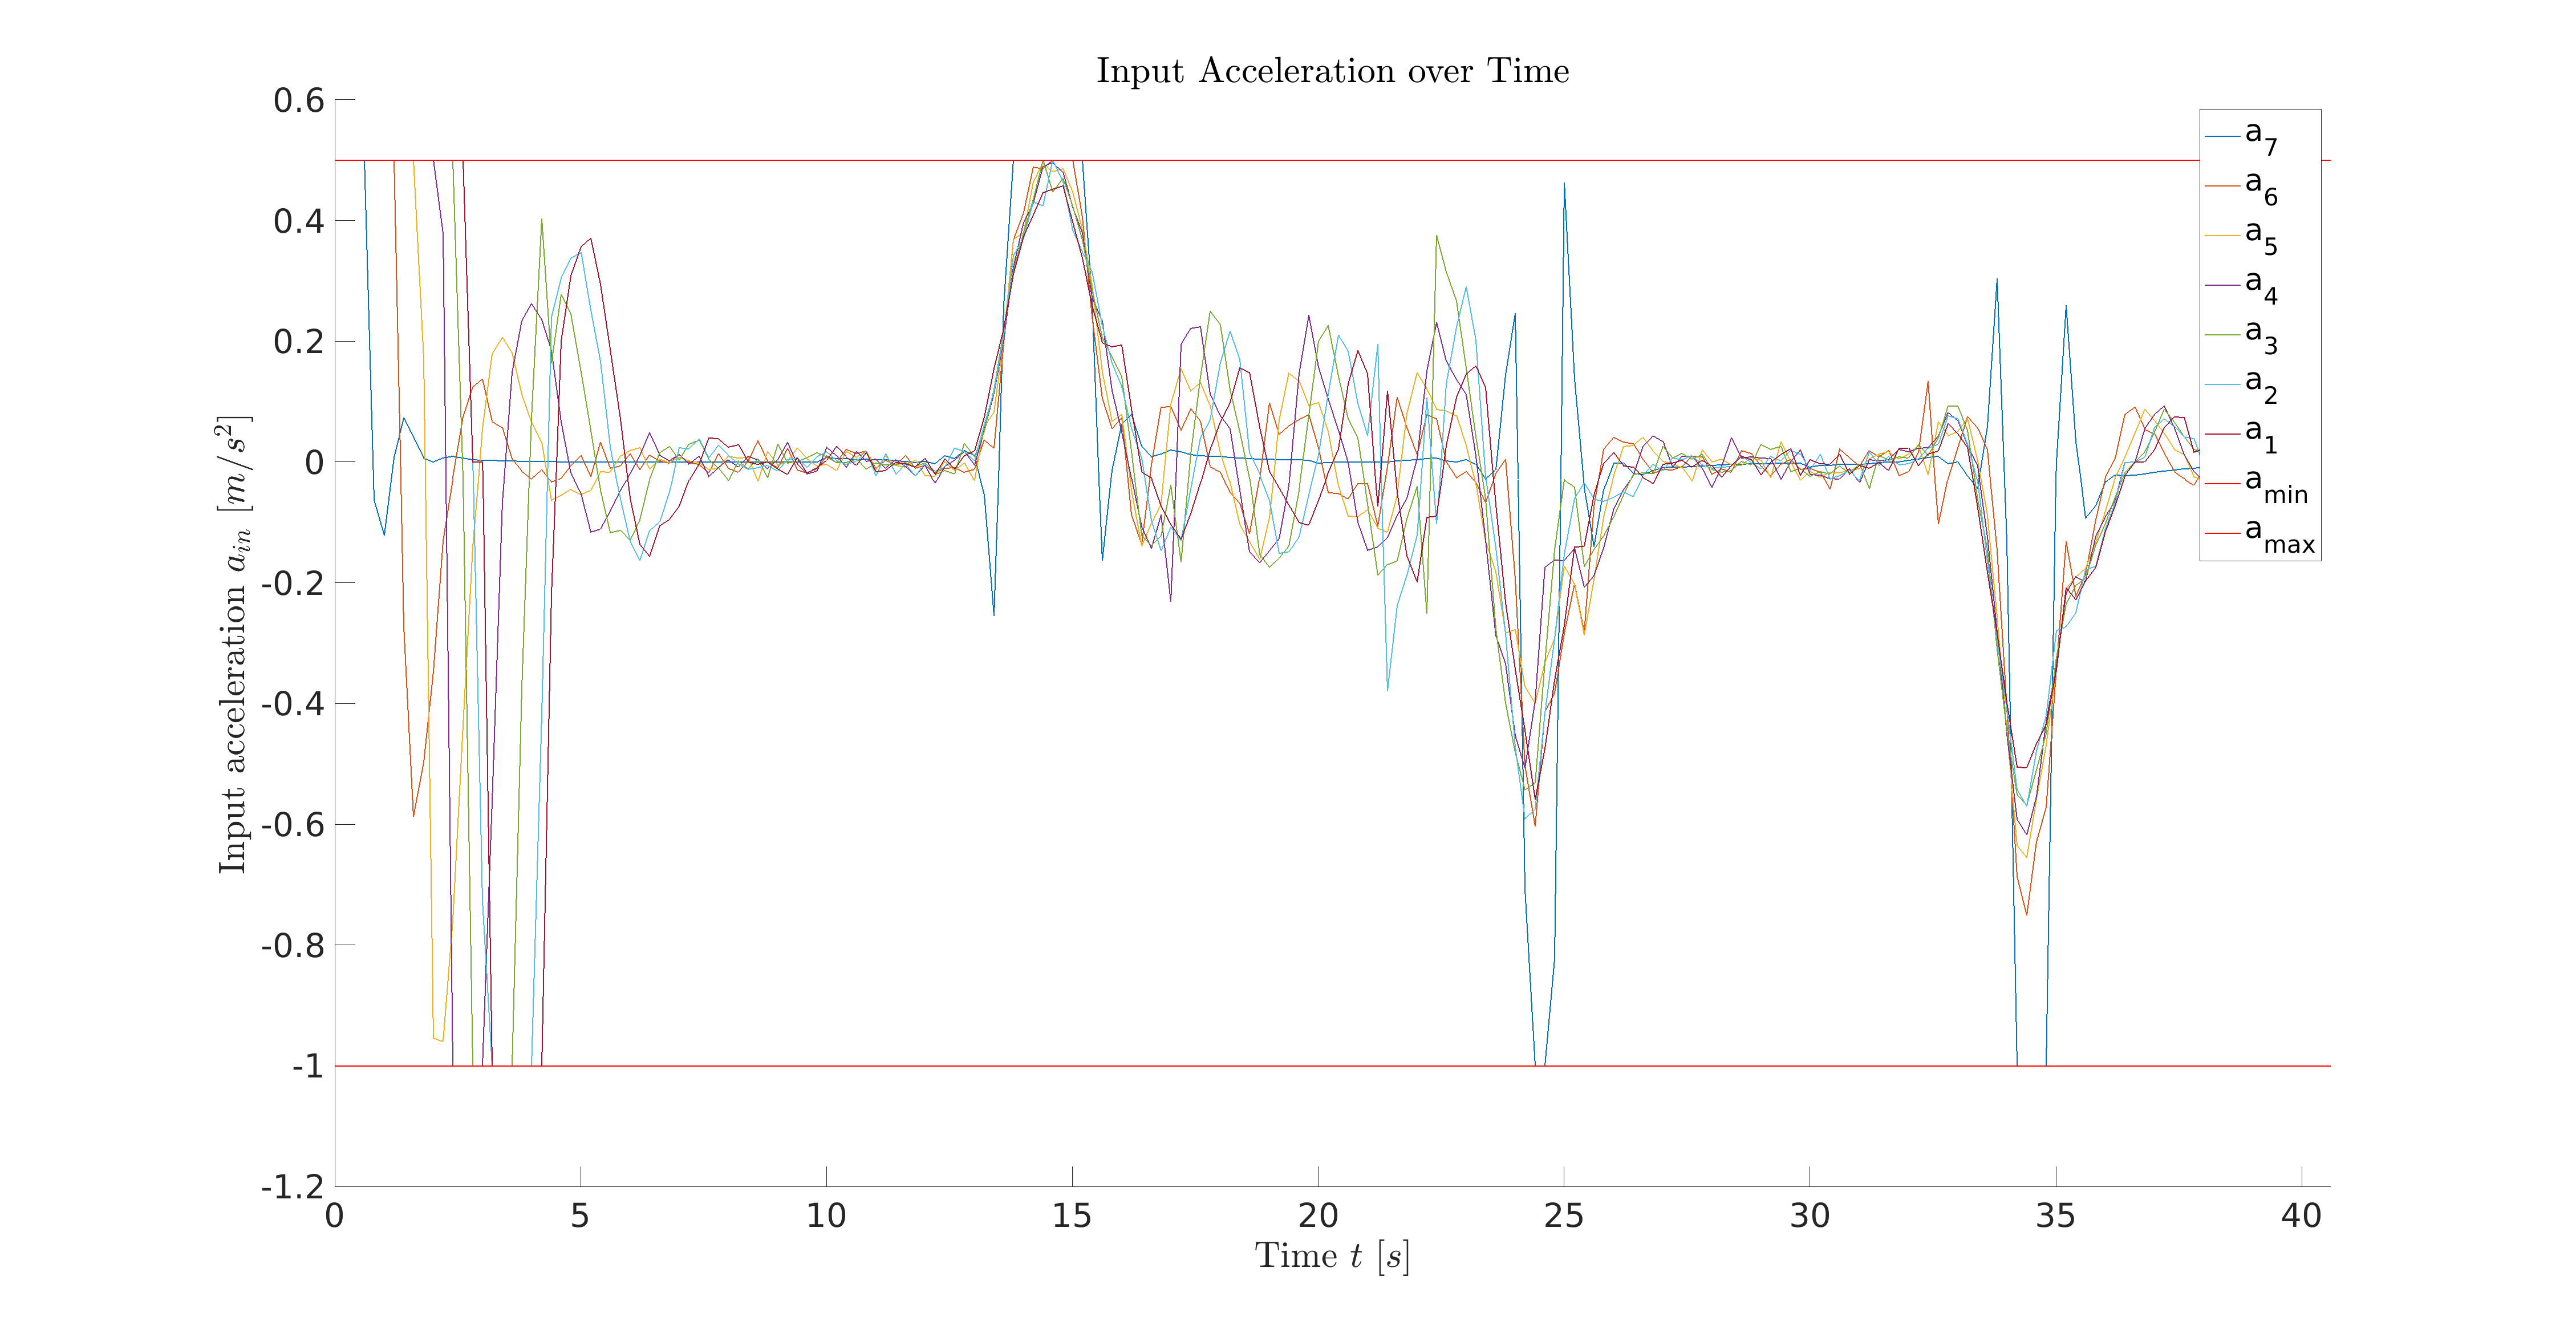 Input Acceleration over Time
0.6
0.4
0.2
0
-0.2
-0.4
-0.6
-0.8
-1
-1.2
Input acceleration a_in [m/s²]
0 5 10 15 20 25 30 35 40
Time t [s]
a_7
a_6
a_5
a_4
a_3
a_2
a_1
a_min
a_max